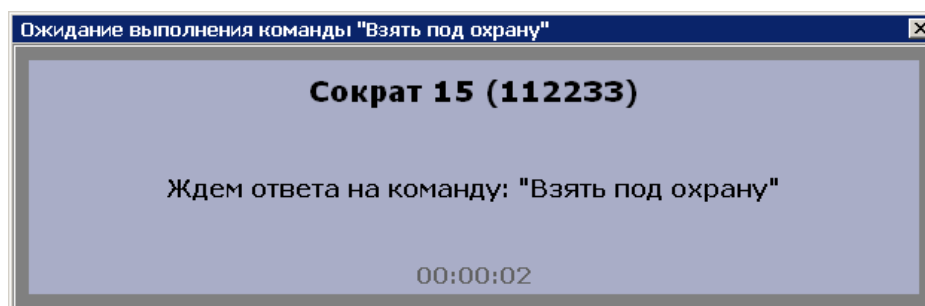 Ожидание выполнения команды "Взять под охрану"
Сократ 15 (112233)
Ждем ответа на команду: "Взять под охрану"
00:00:02